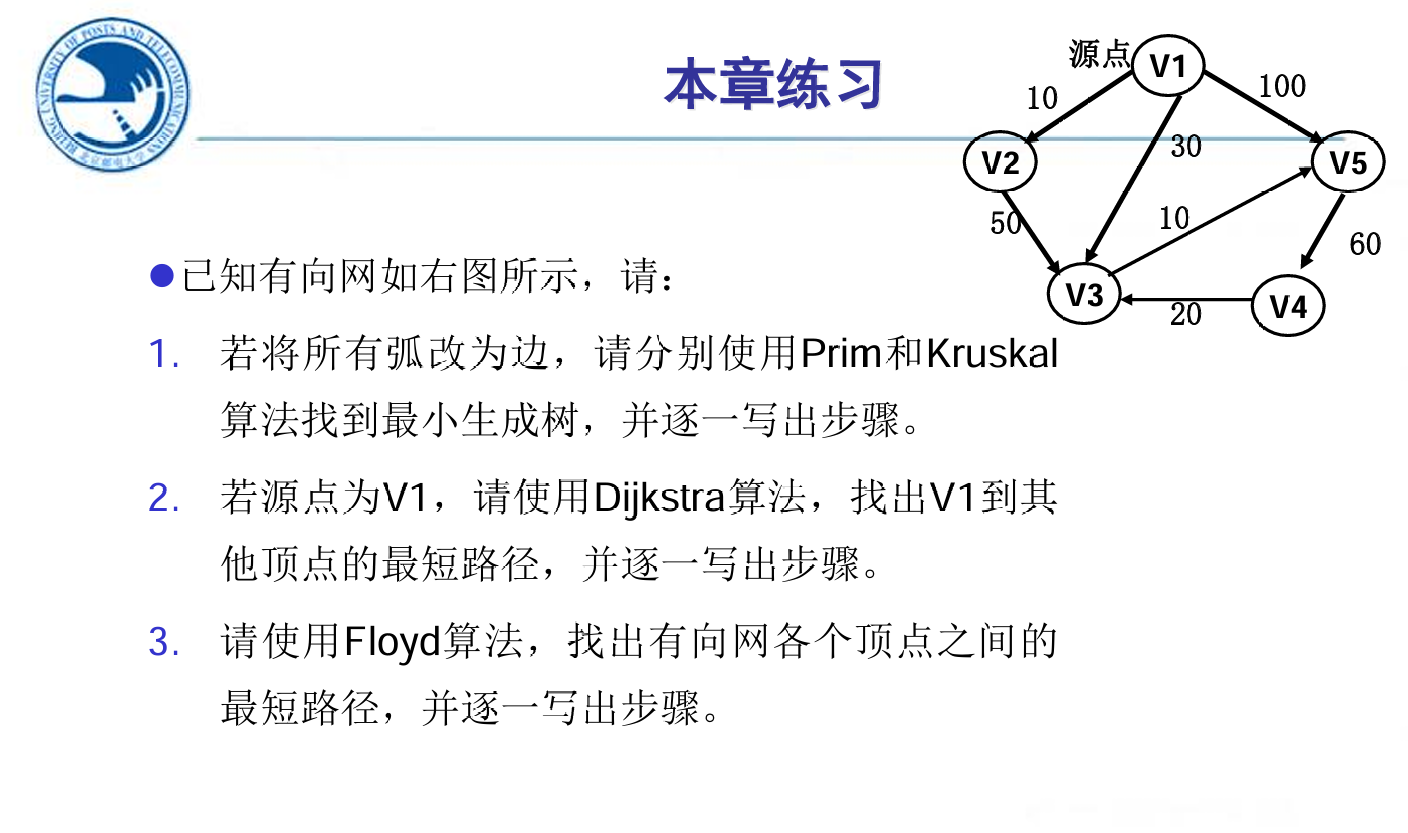 BEIJING UNIVERSITY OF POSTS AND TELECOMMUNICATIONS
北京邮电大学
本章练习
源点
V1
10
100
30
V2
V5
50
10
60
V3
V4
20
已知有向网如右图所示，请：
1. 若将所有弧改为边，请分别使用Prim和Kruskal
算法找到最小生成树，并逐一写出步骤。
2. 若源点为V1，请使用Dijkstra算法，找出V1到其
他顶点的最短路径，并逐一写出步骤。
3. 请使用Floyd算法，找出有向网各个顶点之间的
最短路径，并逐一写出步骤。